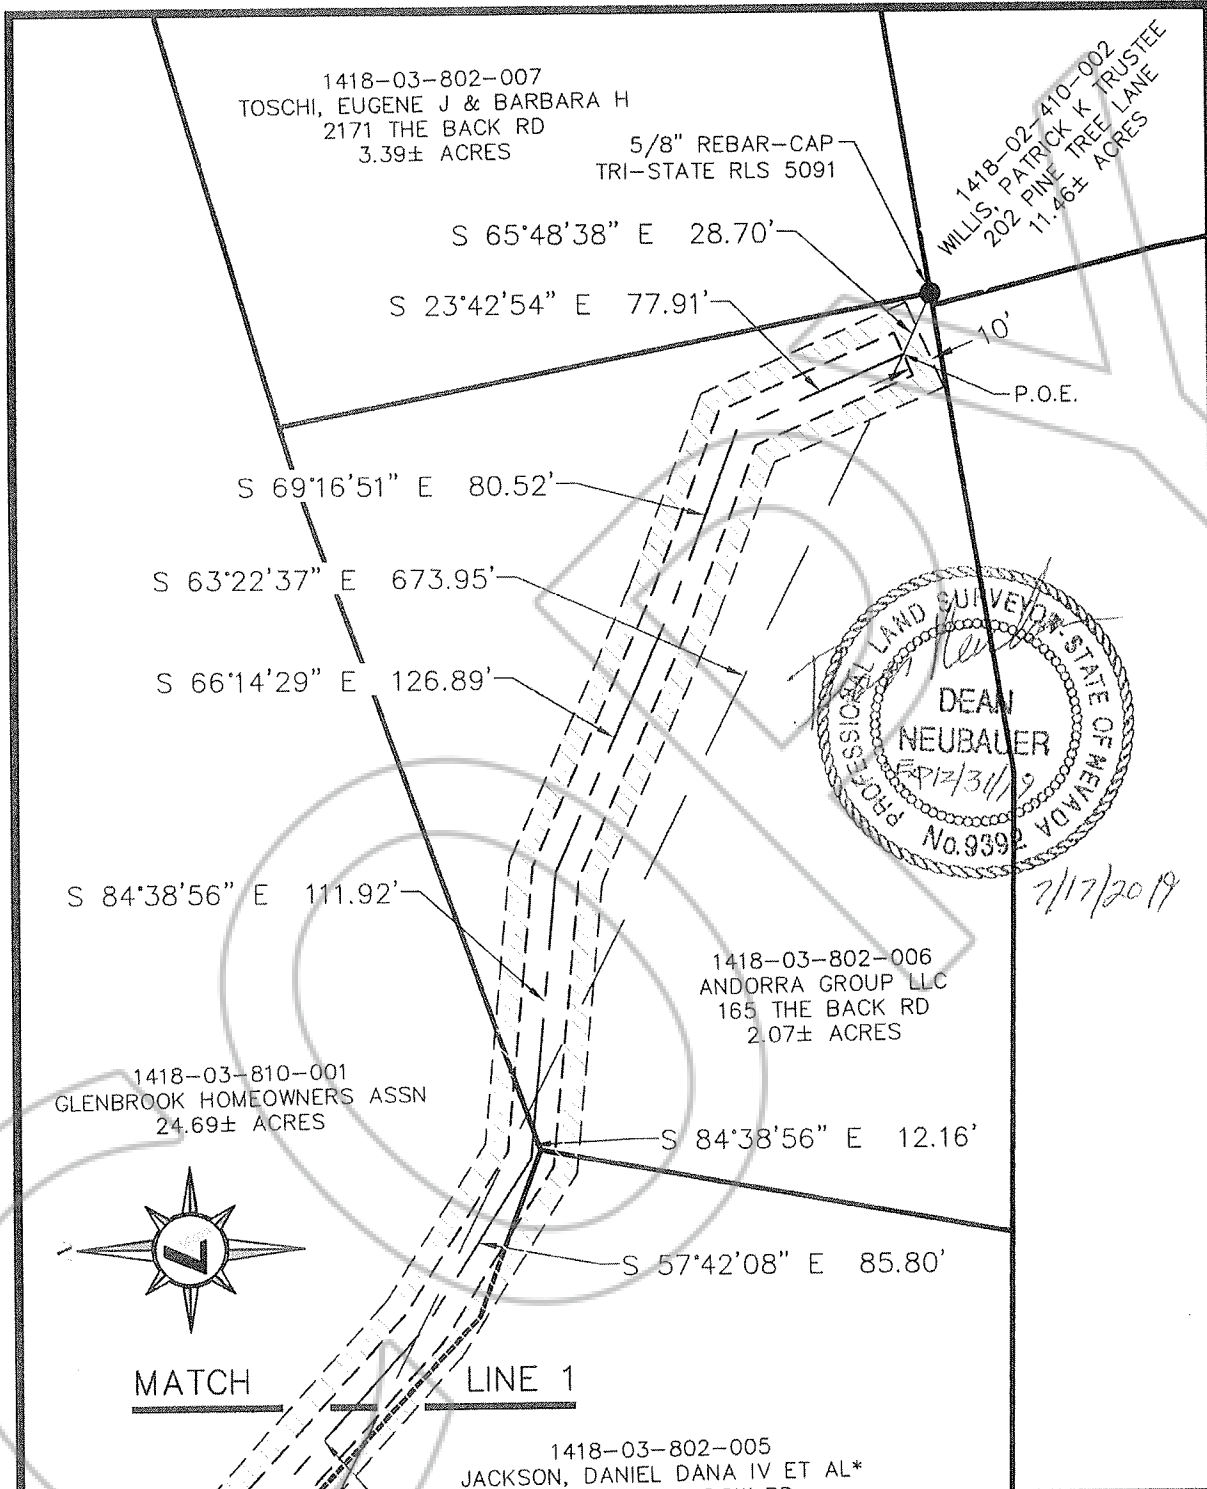 1418-03-802-007
TOSCHI, EUGENE J & BARBARA H
2171 THE BACK RD
3.39± ACRES
5/8" REBAR-CAP
TRI-STATE RLS 5091
1418-02-410-002
WILLIS, PATRICK K TRUSTEE
202 PINE TREE LANE
11.46± ACRES
S 65°48'38" E 28.70'
S 23°42'54" E 77.91'
10'
P.O.E.
S 69°16'51" E 80.52'
S 63°22'37" E 673.95'
S 66°14'29" E 126.89'
PROFESSIONAL LAND SURVEYOR-STATE OF NEVADA
DEAN
NEUBAUER
EXP 12/31/19
No. 9392
7/17/2019
S 84°38'56" E 111.92'
1418-03-802-006
ANDORRA GROUP LLC
165 THE BACK RD
2.07± ACRES
1418-03-810-001
GLENBROOK HOMEOWNERS ASSN
24.69± ACRES
S 84°38'56" E 12.16'
S 57°42'08" E 85.80'
MATCH LINE 1
1418-03-802-005
JACKSON, DANIEL DANA IV ET AL*
COPY